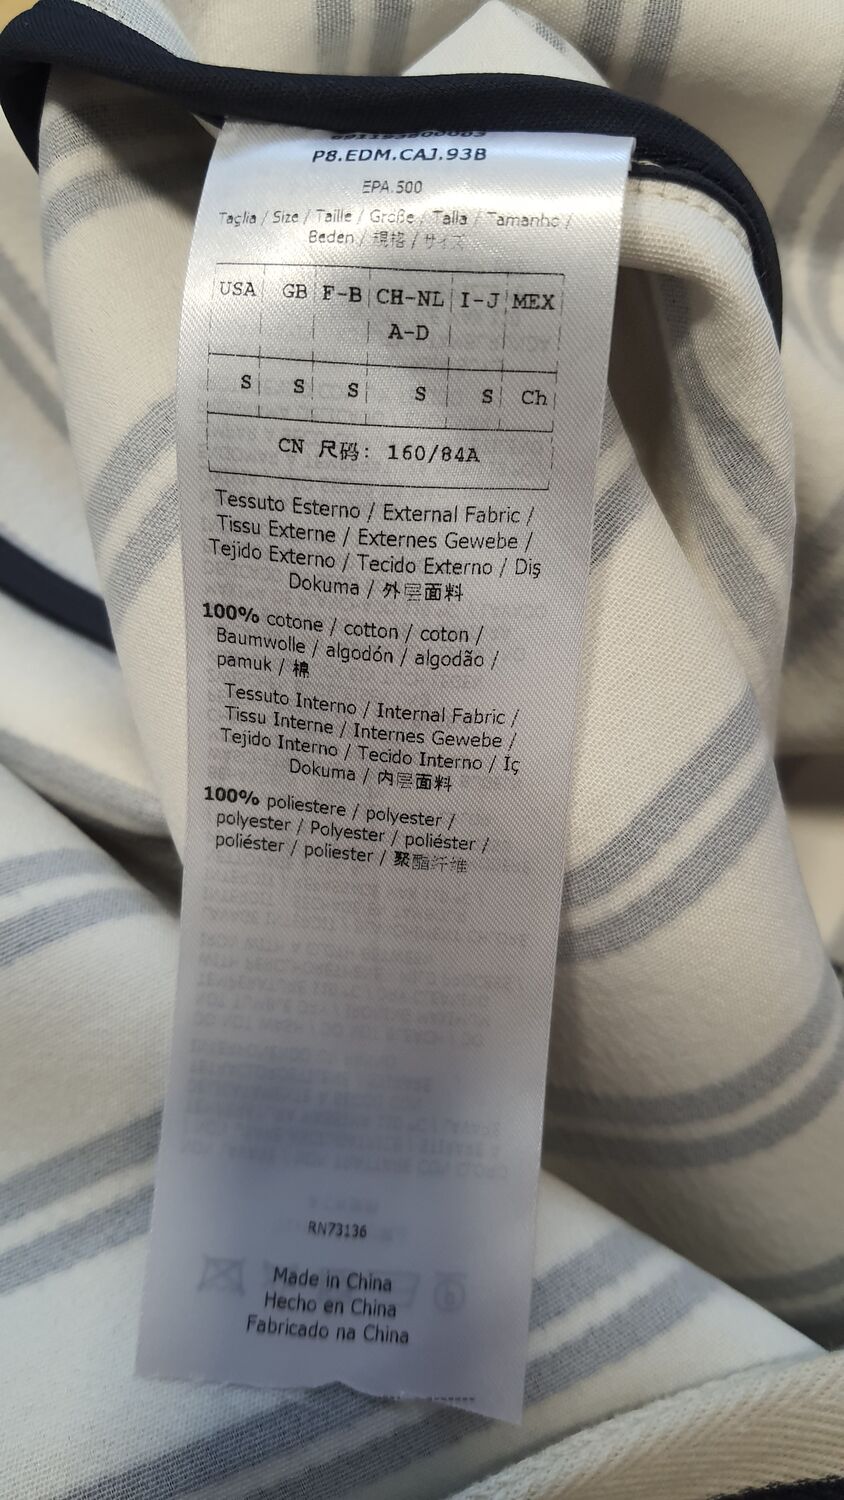 P8.EDM.CAJ.93B
EPA.500
Taglia / Size / Taille / Größe / Talla / Tamanho /
Beden / 規格 / サイズ
USA GB F-B CH-NL I-J MEX
A-D
S S S S S Ch
CN 尺码: 160/84A
Tessuto Esterno / External Fabric /
Tissu Externe / Externes Gewebe /
Tejido Externo / Tecido Externo / Diş
Dokuma / 外层面料
100% cotone / cotton / coton /
Baumwolle / algodón / algodão /
pamuk / 棉
Tessuto Interno / Internal Fabric /
Tissu Interne / Internes Gewebe /
Tejido Interno / Tecido Interno / İç
Dokuma / 内层面料
100% poliestere / polyester /
polyester / Polyester / poliéster /
poliéster / poliester / 聚酯纤维
RN73136
Made in China
Hecho en China
Fabricado na China